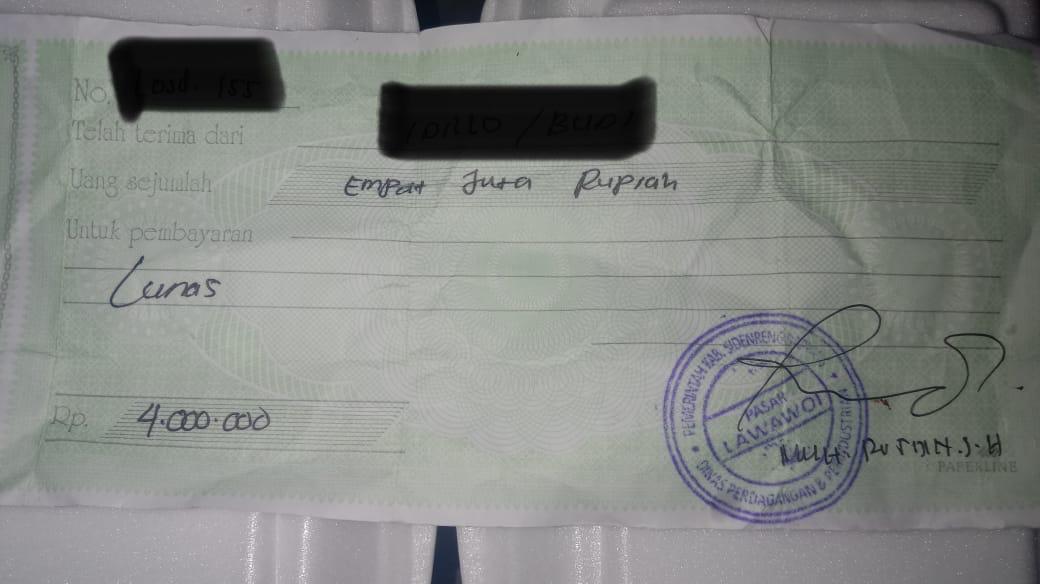 No.
Telah terima dari
Uang sejumlah Empat Juta Rupiah
Untuk pembayaran
Lunas
Rp. 4.000.000
PEMERINTAH KAB. SIDENRENG
PASAR
LAWAWOI
DINAS PERDAGANGAN & PERINDUSTRIAN
S.H
PAPERLINE